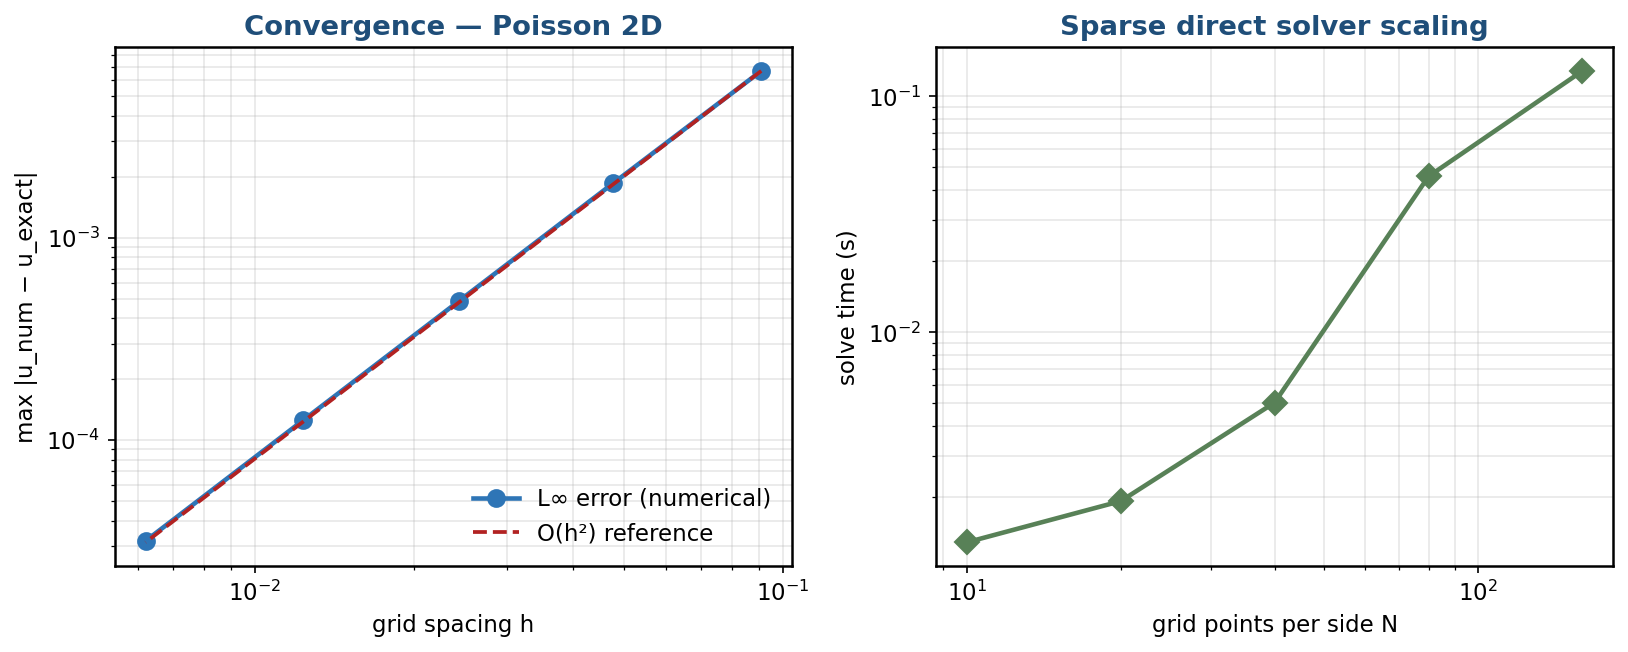 Convergence — Poisson 2D
max |u_num − u_exact|
10⁻³
10⁻⁴
L∞ error (numerical)
O(h²) reference
10⁻²
10⁻¹
grid spacing h
Sparse direct solver scaling
solve time (s)
10⁻¹
10⁻²
10¹
10²
grid points per side N